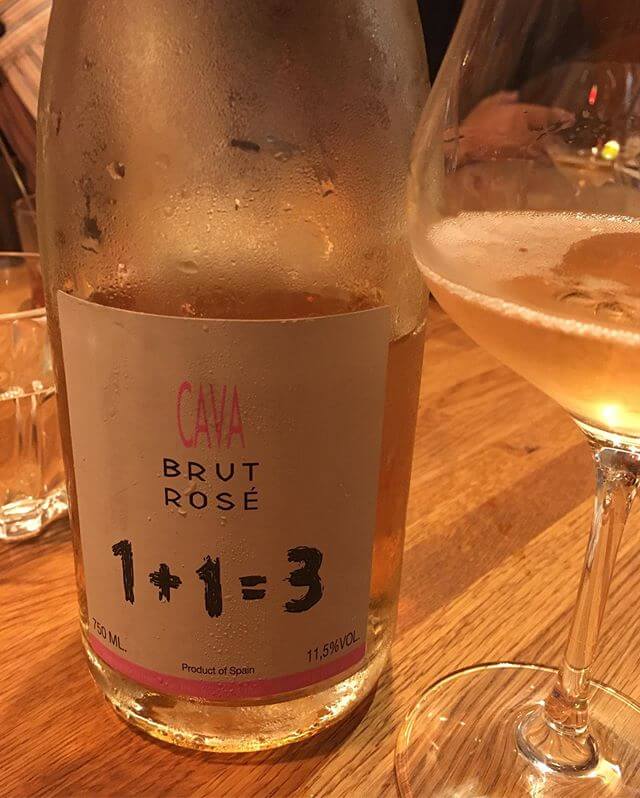 CAVA
BRUT
ROSÉ
1+1=3
750 ML.
11,5%VOL.
Product of Spain